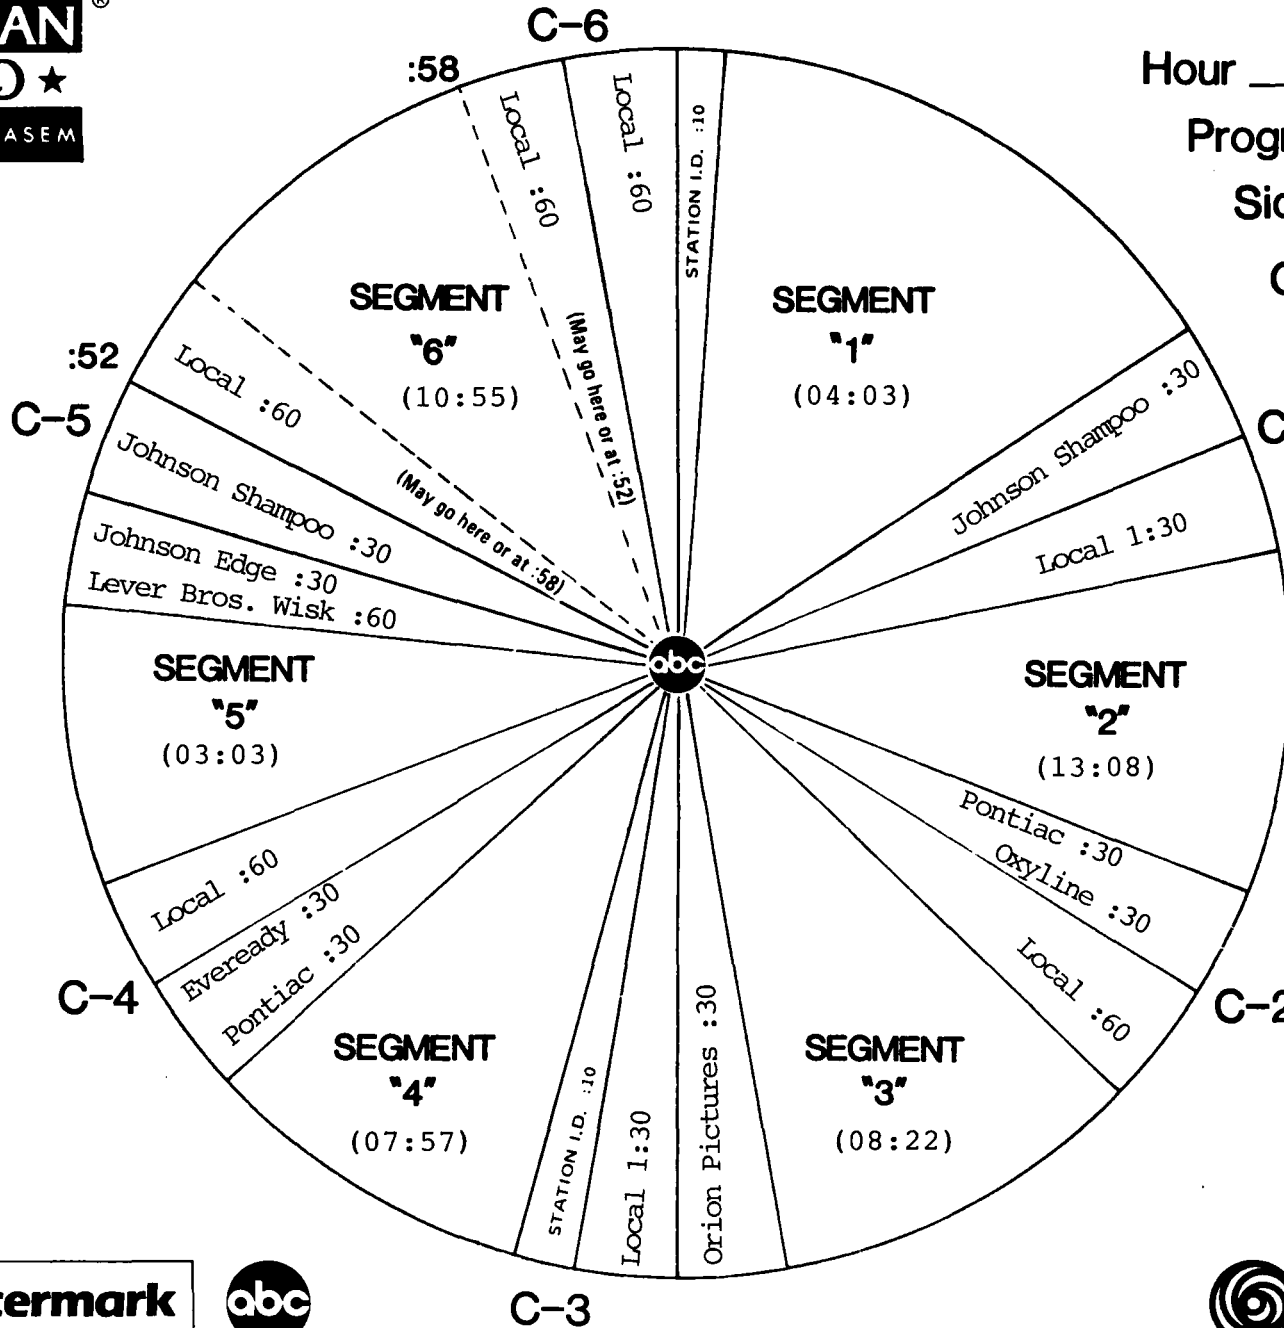 AN ®
ASEM
Hour
C-6
:58
Local :60
Local :60
STATION I.D. :10
(May go here or at :52)
SEGMENT
"1"
(04:03)
Johnson Shampoo :30
Local 1:30
SEGMENT
"2"
(13:08)
Pontiac :30
Oxyline :30
Local :60
C-2
SEGMENT
"3"
(08:22)
Orion Pictures :30
Local 1:30
STATION I.D. :10
C-3
SEGMENT
"4"
(07:57)
Pontiac :30
Eveready :30
Local :60
C-4
SEGMENT
"5"
(03:03)
Lever Bros. Wisk :60
Johnson Edge :30
Johnson Shampoo :30
C-5
:52
Local :60
(May go here or at :58)
SEGMENT
"6"
(10:55)
abc
termark
abc